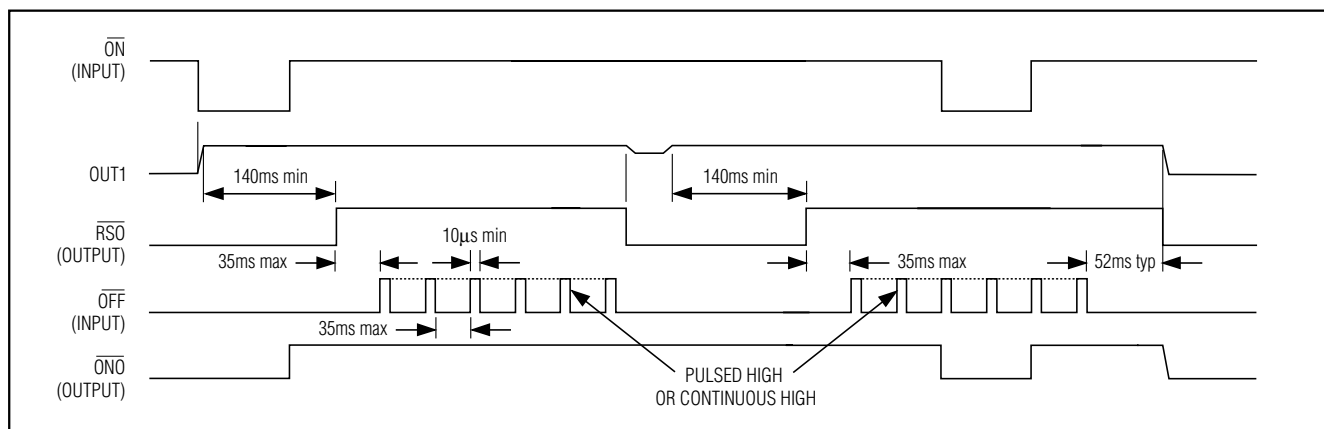 ON
(INPUT)
OUT1
140ms min
140ms min
RSO
(OUTPUT)
10μs min
35ms max
35ms max
52ms typ
OFF
(INPUT)
35ms max
ONO
(OUTPUT)
PULSED HIGH
OR CONTINUOUS HIGH